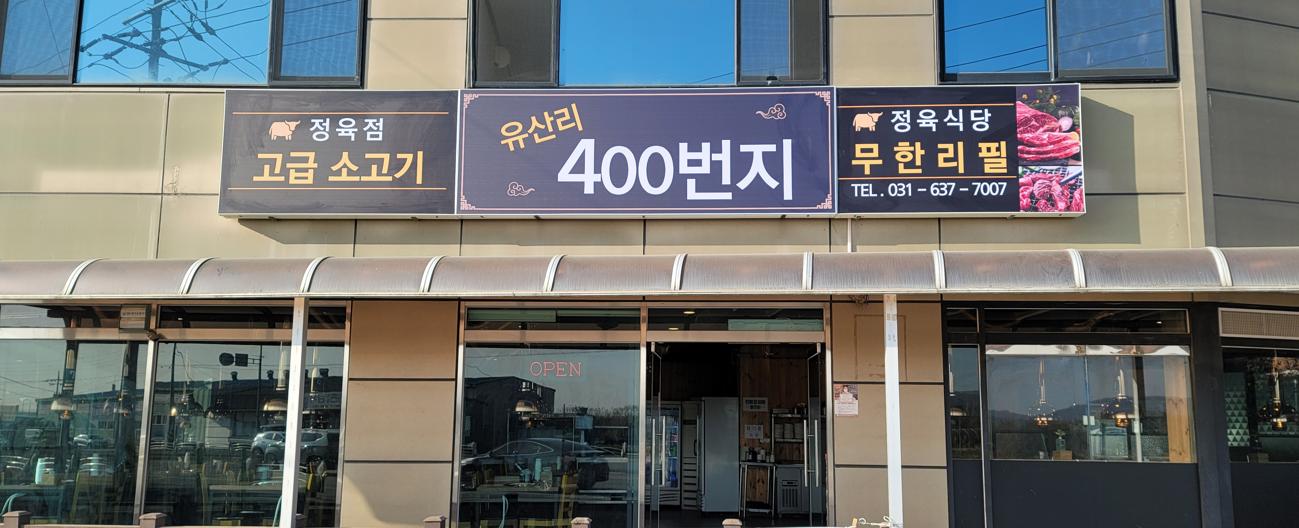 정육점
고급 소고기
유산리
400번지
정육식당
무한리필
TEL . 031 - 637 - 7007
OPEN